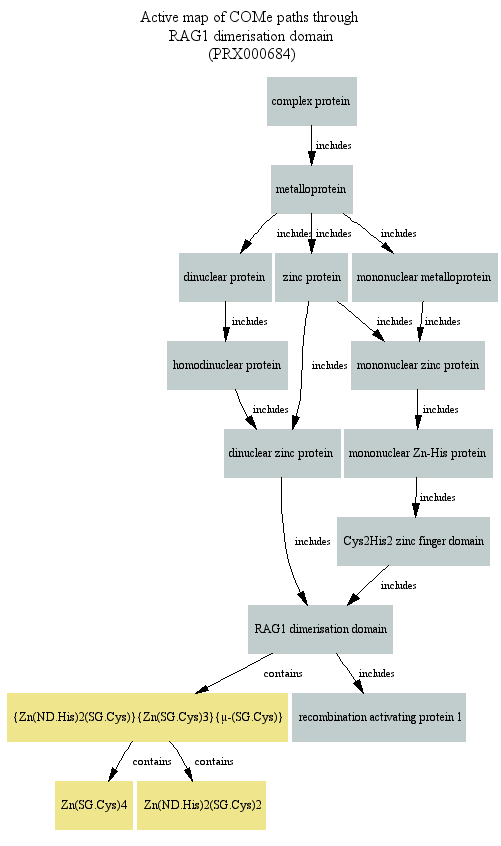 Active map of COMe paths through
RAG1 dimerisation domain
(PRX000684)
complex protein
includes
metalloprotein
includes includes includes
dinuclear protein zinc protein mononuclear metalloprotein
includes includes includes
homodinuclear protein includes mononuclear zinc protein
includes includes
dinuclear zinc protein mononuclear Zn-His protein
includes
Cys2His2 zinc finger domain
includes
includes
RAG1 dimerisation domain
contains includes
{Zn(ND.His)2(SG.Cys)}{Zn(SG.Cys)3}{μ-(SG.Cys)} recombination activating protein 1
contains contains
Zn(SG.Cys)4 Zn(ND.His)2(SG.Cys)2